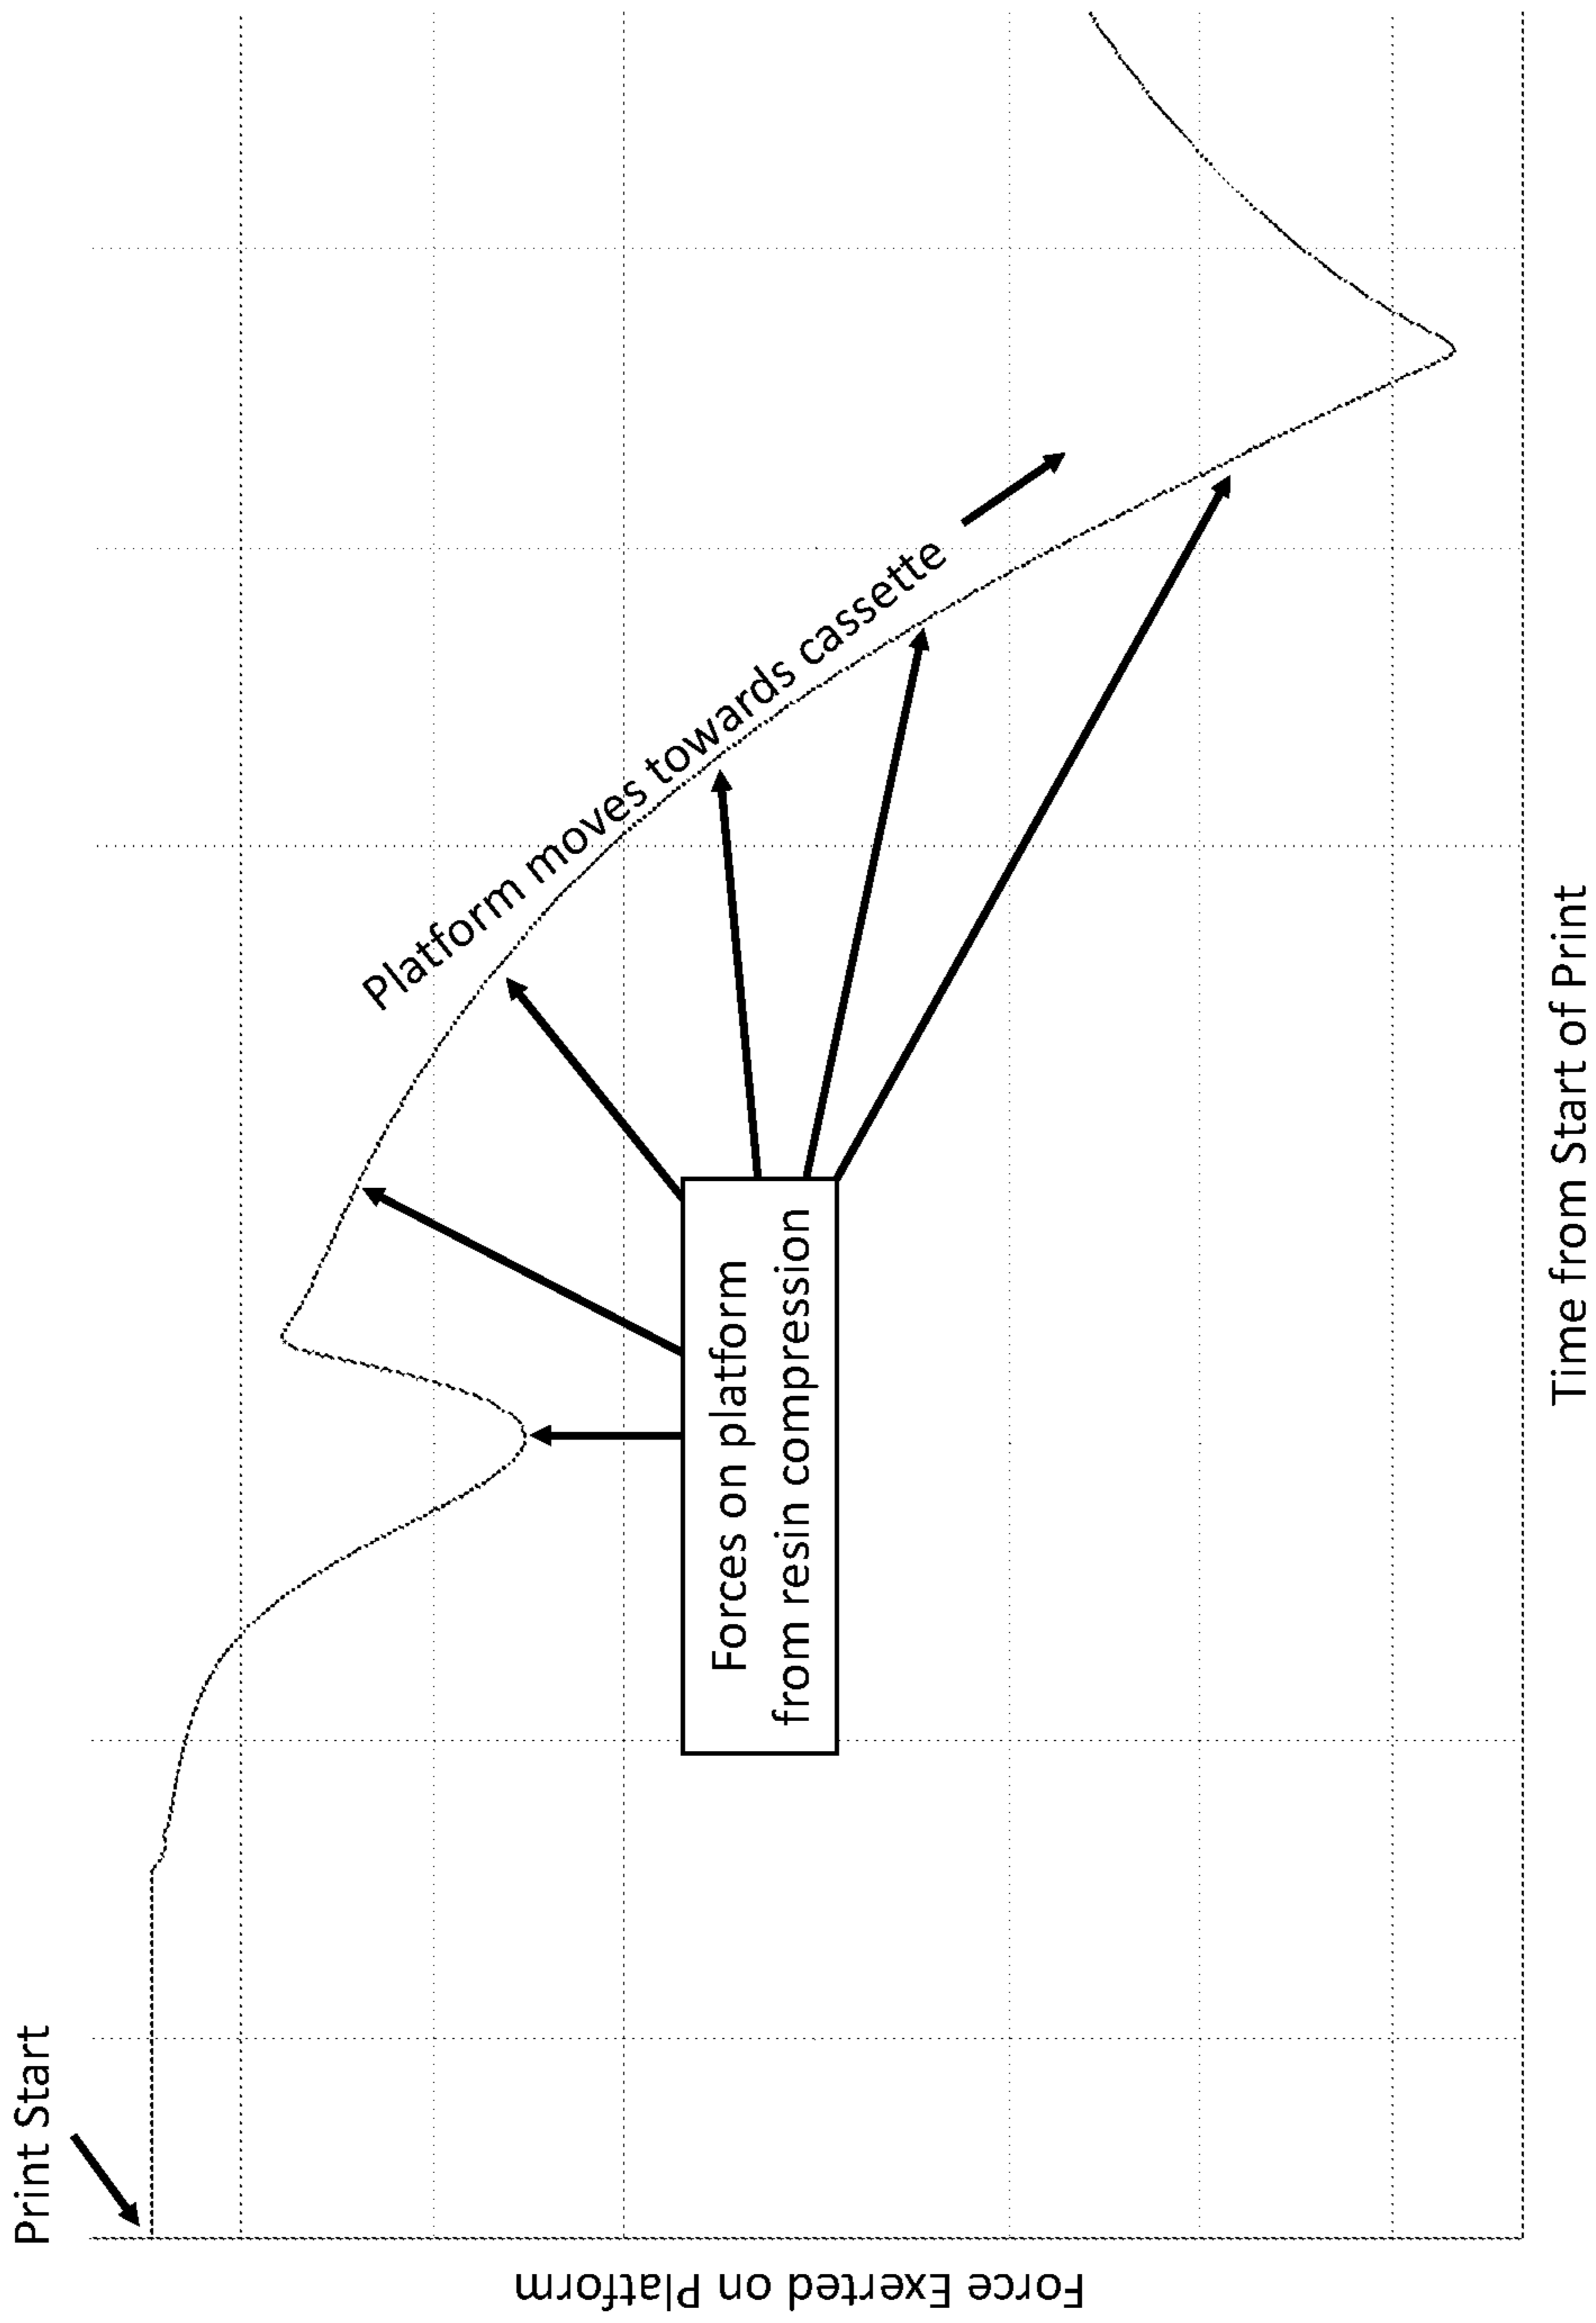 Print Start
Platform moves towards cassette
Forces on platform
from resin compression
Force Exerted on Platform
Time from Start of Print